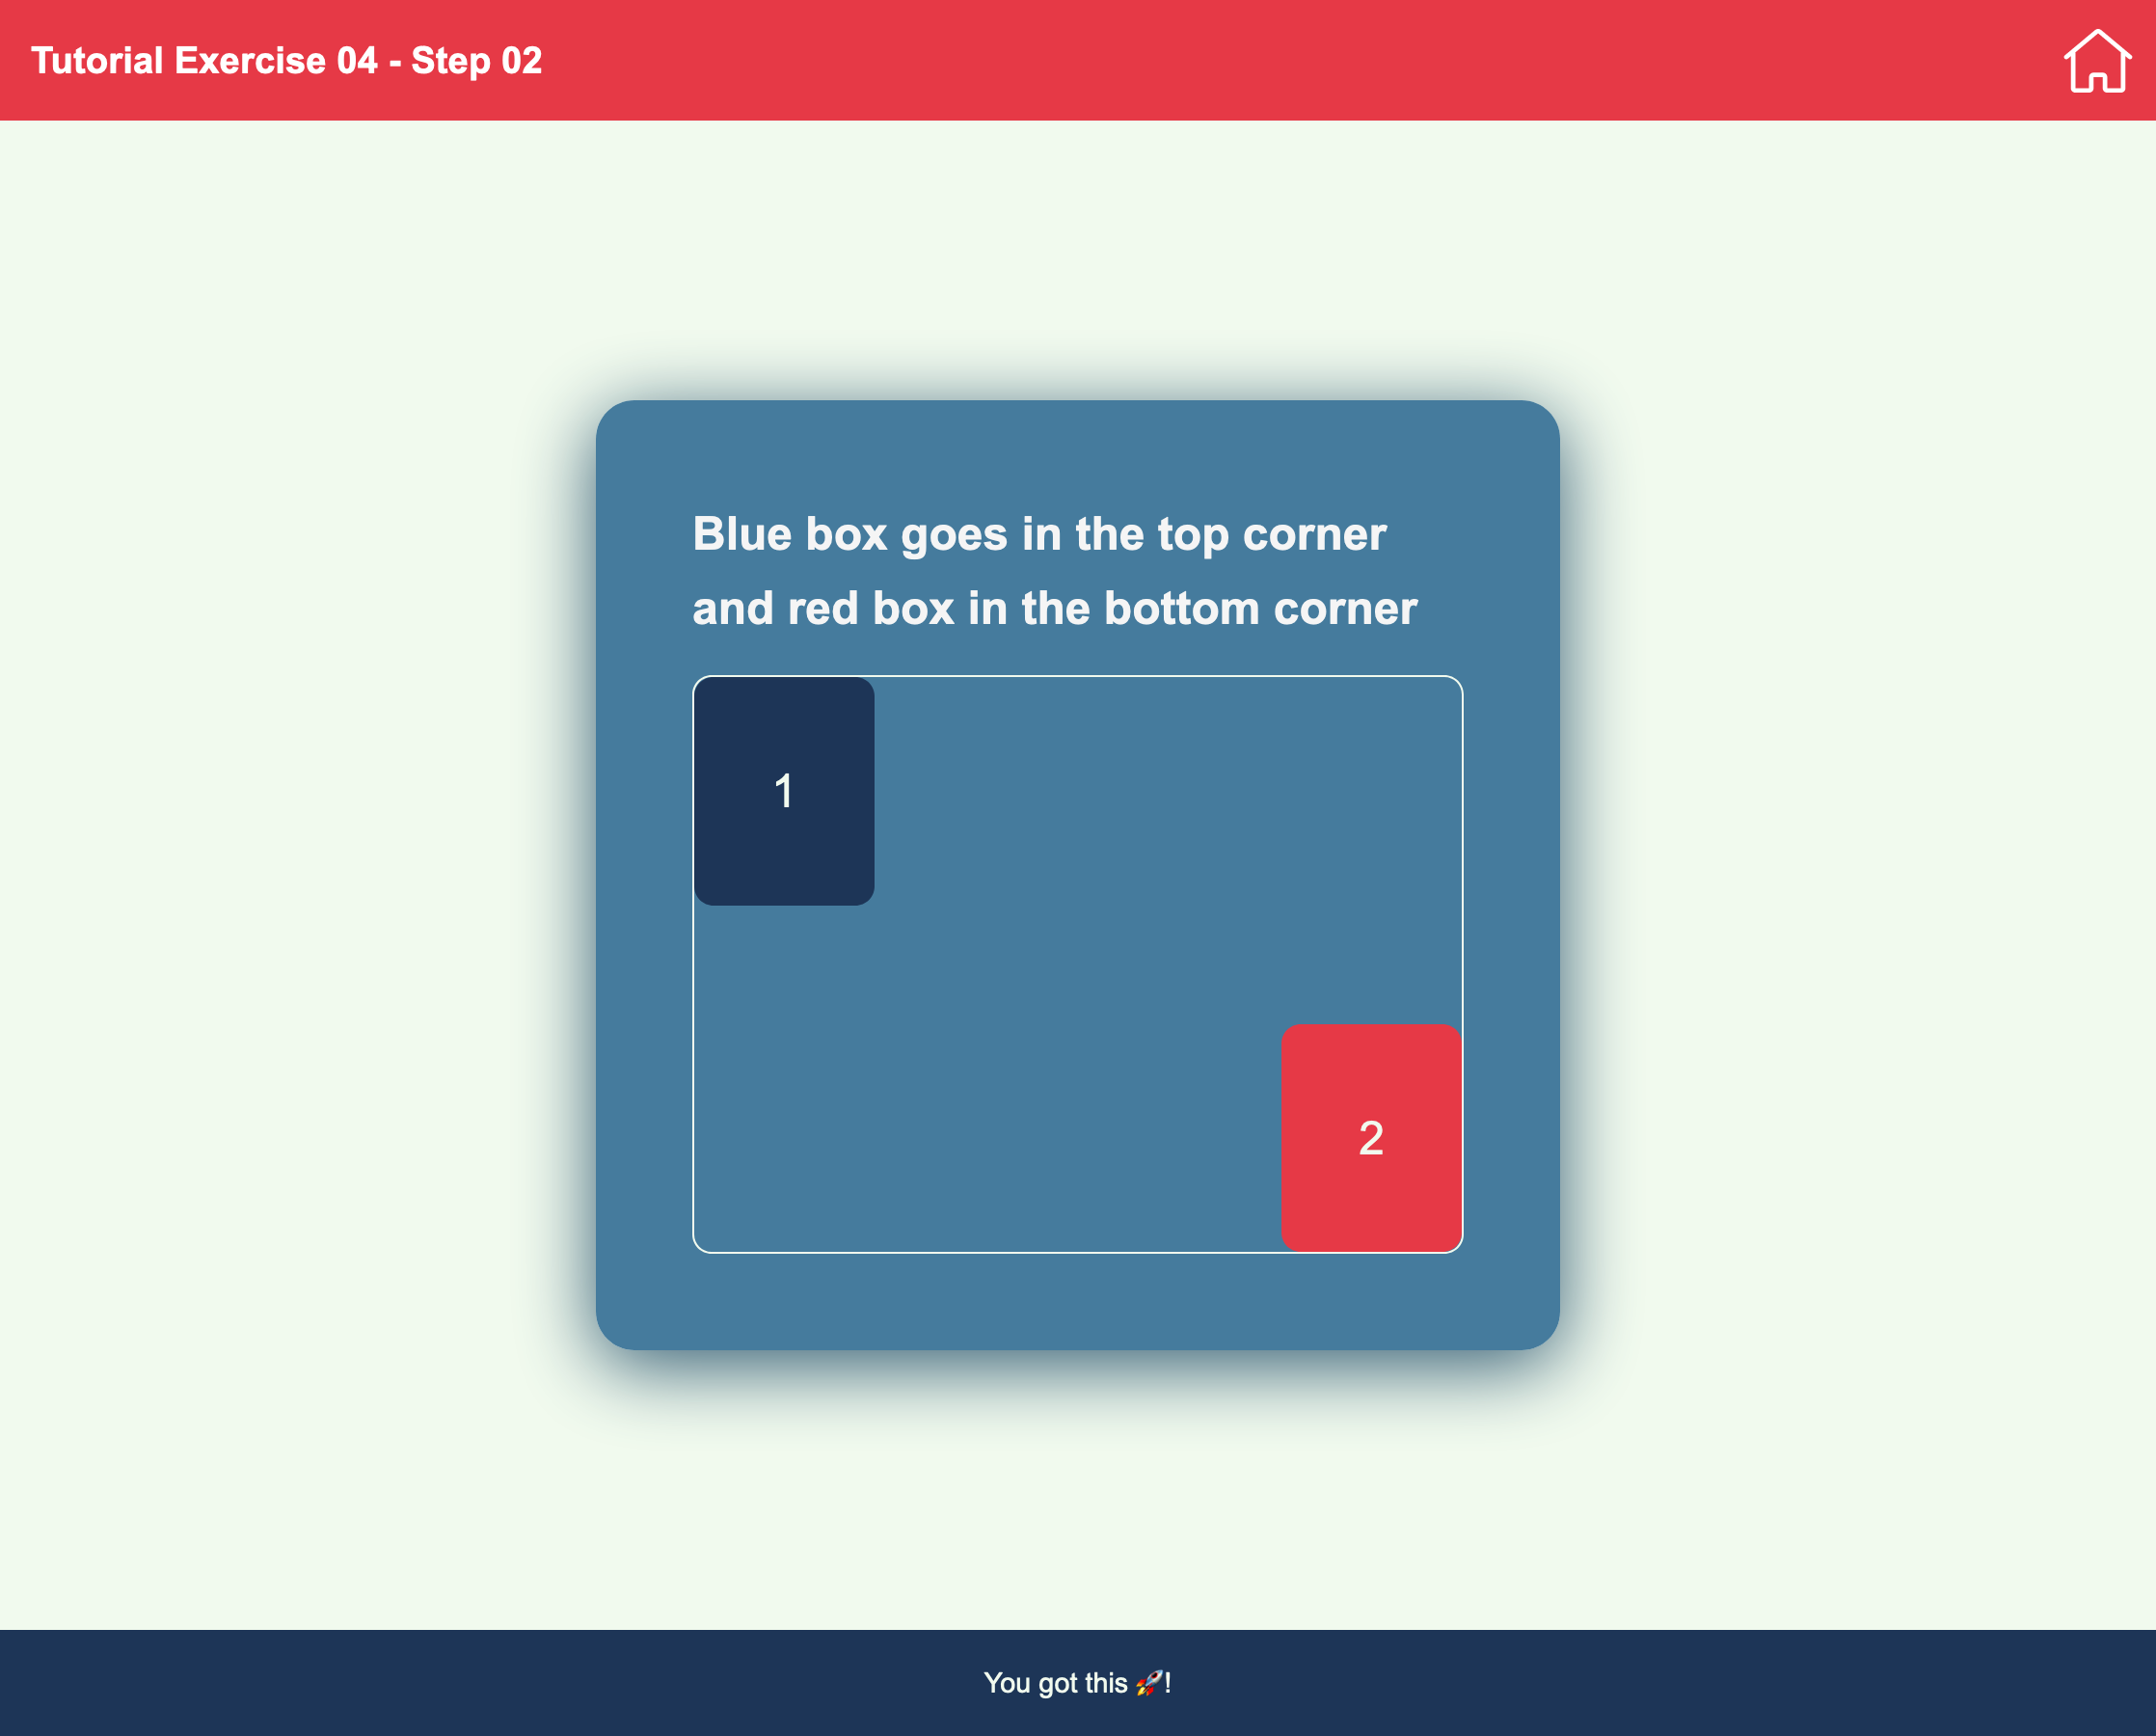 Tutorial Exercise 04 - Step 02
Blue box goes in the top corner
and red box in the bottom corner
1
2
You got this 🚀!